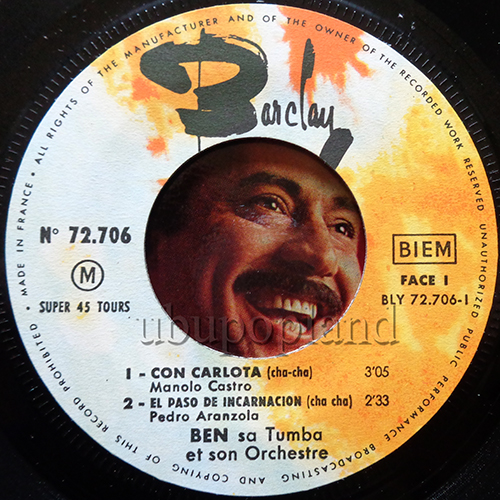 • ALL RIGHTS OF THE MANUFACTURER AND OF THE OWNER OF THE RECORDED WORK RESERVED UNAUTHORIZED PUBLIC PERFORMANCE BROADCASTING AND COPYING OF THIS RECORD PROHIBITED • MADE IN FRANCE
Barclay
N° 72.706
BIEM
M
FACE 1
SUPER 45 TOURS
BLY 72.706-1
ubupopland
1 - CON CARLOTA (cha-cha) 3'05
Manolo Castro
2 - EL PASO DE INCARNACION (cha cha) 2'33
Pedro Aranzola
BEN sa Tumba
et son Orchestre